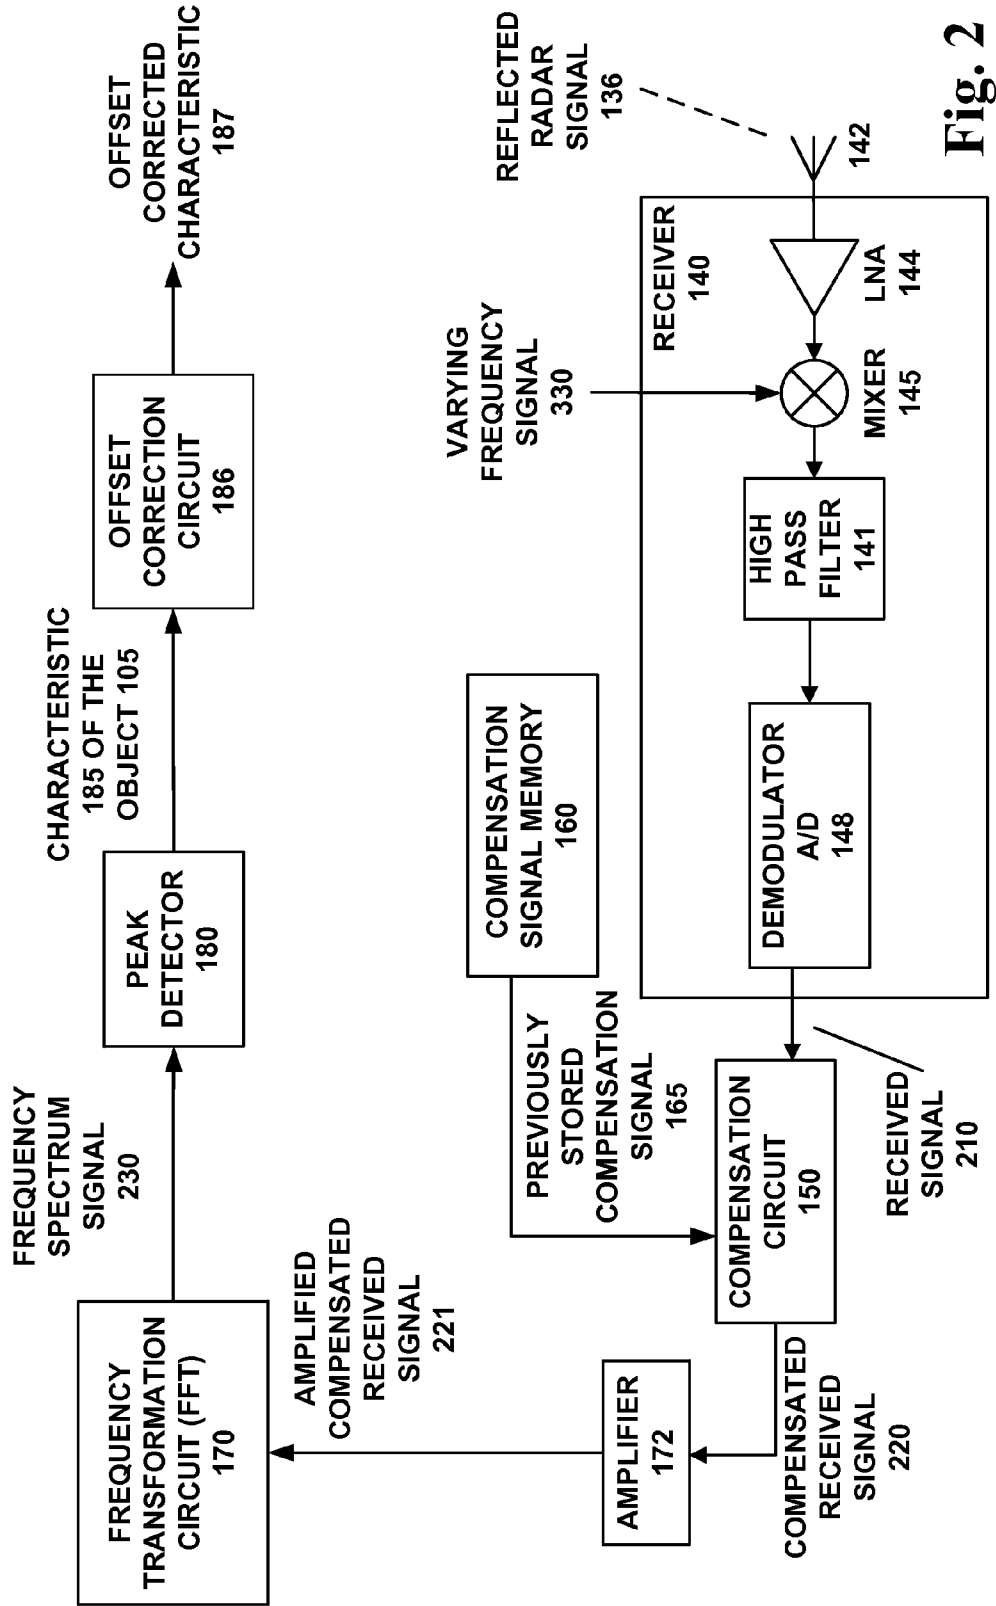 FREQUENCY
TRANSFORMATION
CIRCUIT (FFT)
170
FREQUENCY
SPECTRUM
SIGNAL
230
PEAK
DETECTOR
180
CHARACTERISTIC
185 OF THE
OBJECT 105
OFFSET
CORRECTION
CIRCUIT
186
OFFSET
CORRECTED
CHARACTERISTIC
187
AMPLIFIED
COMPENSATED
RECEIVED
SIGNAL
221
AMPLIFIER
172
COMPENSATED
RECEIVED
SIGNAL
220
PREVIOUSLY
STORED
COMPENSATION
SIGNAL
165
COMPENSATION
SIGNAL MEMORY
160
COMPENSATION
CIRCUIT
150
RECEIVED
SIGNAL
210
VARYING
FREQUENCY
SIGNAL
330
REFLECTED
RADAR
SIGNAL
136
RECEIVER
140
DEMODULATOR
A/D
148
HIGH
PASS
FILTER
141
MIXER
145
LNA
144
142
Fig. 2